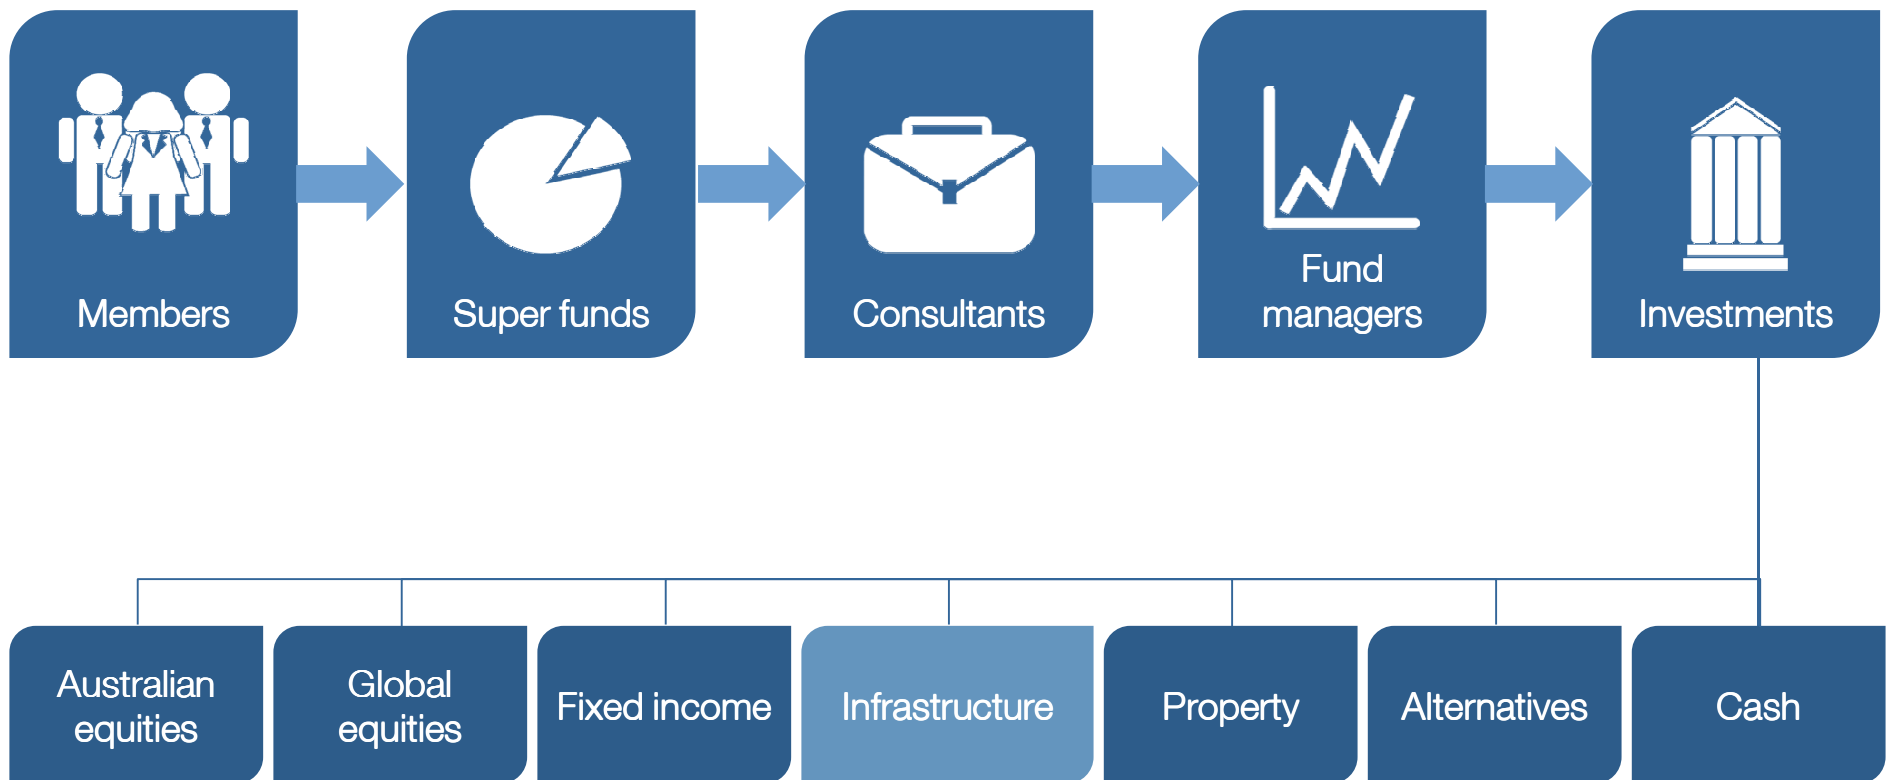 Members
Super funds
Consultants
Fund
managers
Investments
Australian
equities
Global
equities
Fixed income
Infrastructure
Property
Alternatives
Cash